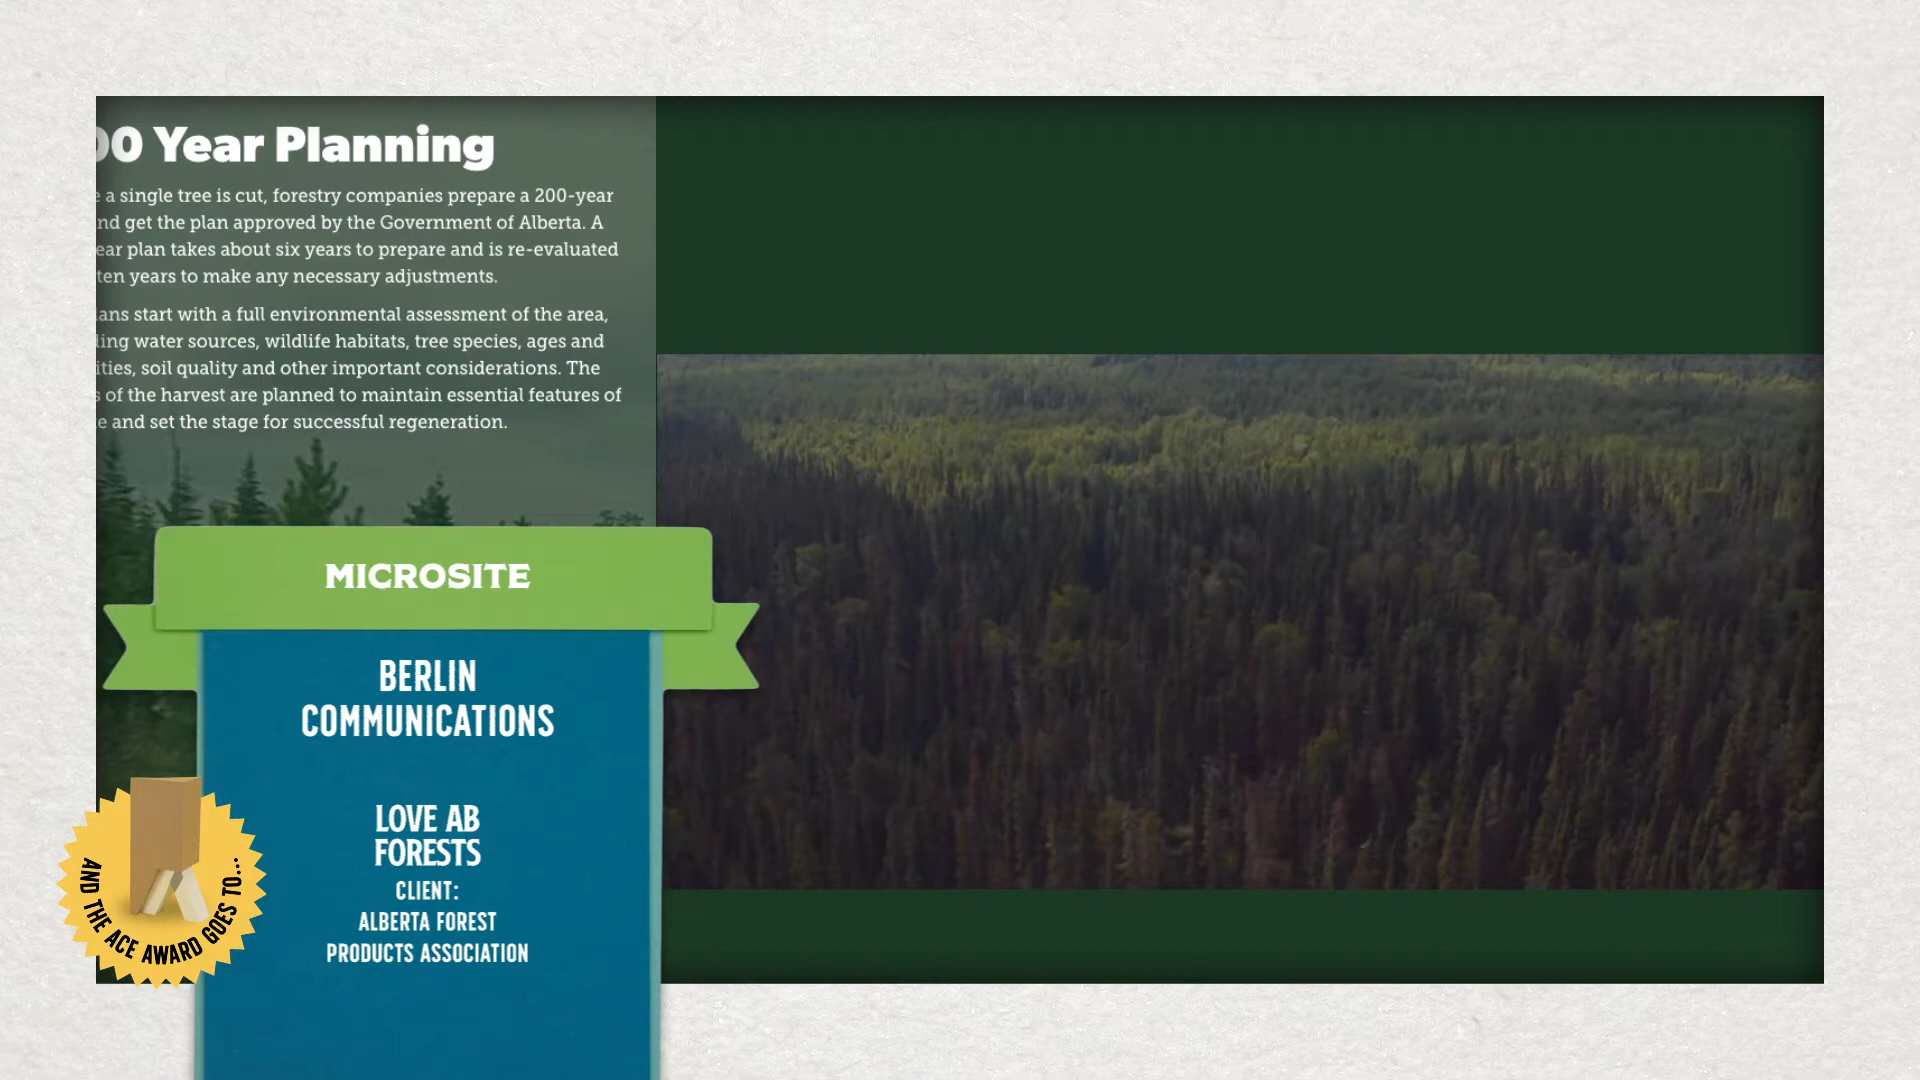 00 Year Planning
a single tree is cut, forestry companies prepare a 200-year
nd get the plan approved by the Government of Alberta. A
ear plan takes about six years to prepare and is re-evaluated
ten years to make any necessary adjustments.
ans start with a full environmental assessment of the area,
ling water sources, wildlife habitats, tree species, ages and
ities, soil quality and other important considerations. The
s of the harvest are planned to maintain essential features of
e and set the stage for successful regeneration.
MICROSITE
BERLIN
COMMUNICATIONS
LOVE AB
FORESTS
CLIENT:
ALBERTA FOREST
PRODUCTS ASSOCIATION
AND THE ACE AWARD GOES TO...